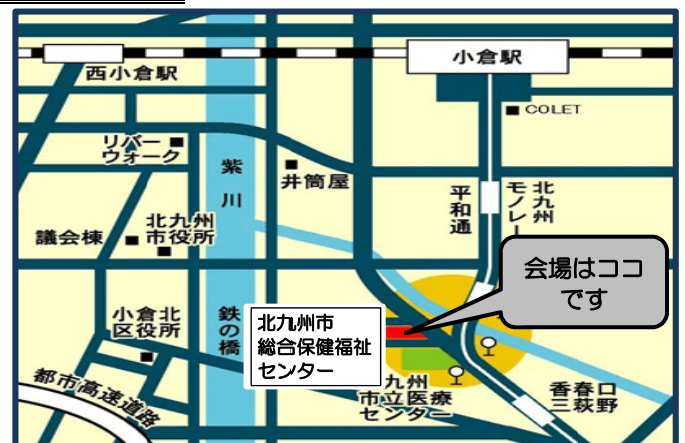 小倉駅
西小倉駅
COLET
リバー
ウォーク
紫川
井筒屋
平和通
北九州
モノレー
議会棟
北九州
市役所
会場はココ
です
小倉北
区役所
鉄の橋
北九州市
総合保健福祉
センター
都市高速道路
九州
市立医療
センター
香春口
三萩野